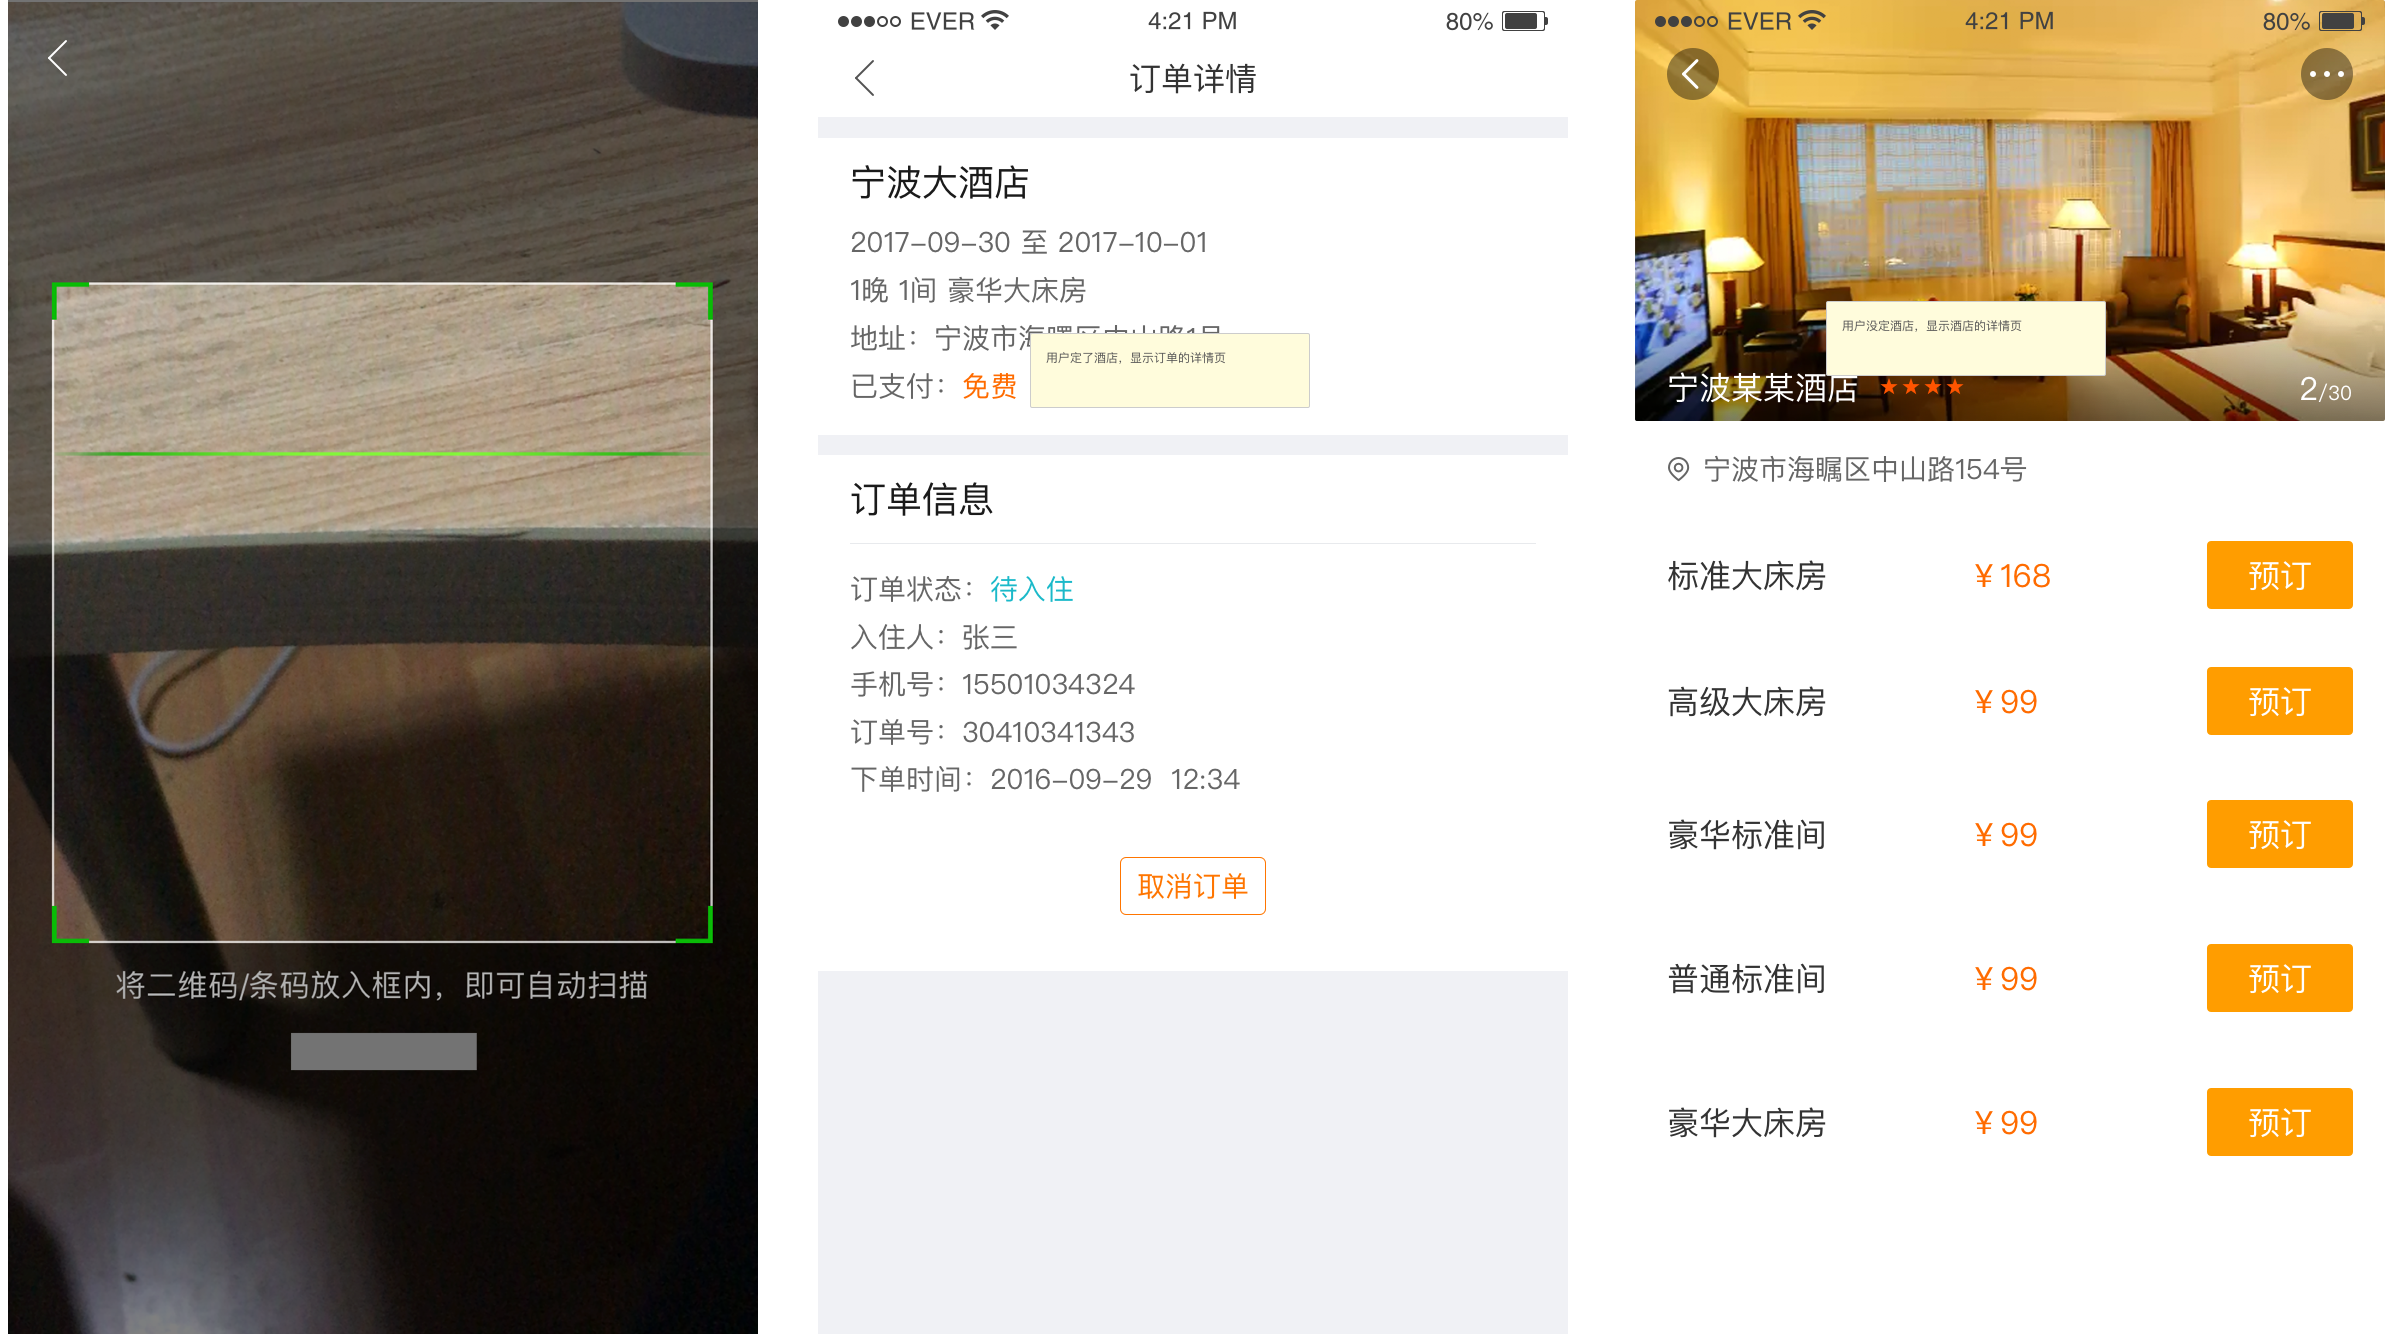 将二维码/条码放入框内，即可自动扫描
EVER 4:21 PM 80%
订单详情
宁波大酒店
2017-09-30 至 2017-10-01
1晚 1间 豪华大床房
地址：宁波市海曙区中山路1号
用户定了酒店，显示订单的详情页
已支付：免费
订单信息
订单状态：待入住
入住人：张三
手机号：15501034324
订单号：30410341343
下单时间：2016-09-29 12:34
取消订单
EVER 4:21 PM 80%
用户没定酒店，显示酒店的详情页
宁波某某酒店 ★★★★
2/30
宁波市海瞩区中山路154号
标准大床房 ¥168 预订
高级大床房 ¥99 预订
豪华标准间 ¥99 预订
普通标准间 ¥99 预订
豪华大床房 ¥99 预订